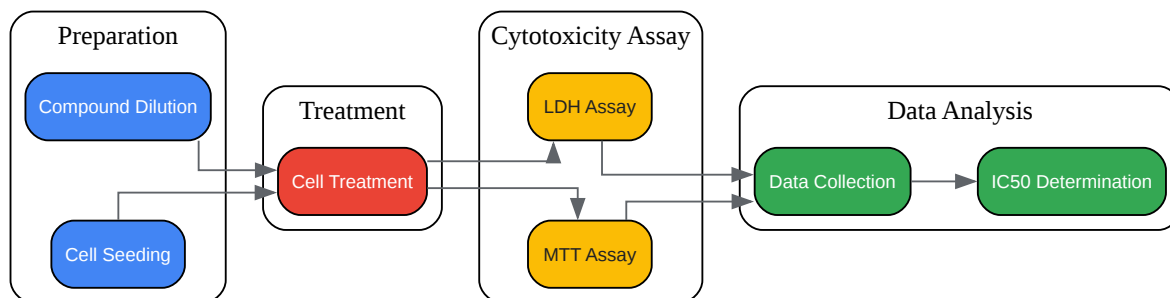 Preparation
Compound Dilution
Cell Seeding
Treatment
Cell Treatment
Cytotoxicity Assay
LDH Assay
MTT Assay
Data Analysis
Data Collection
IC50 Determination